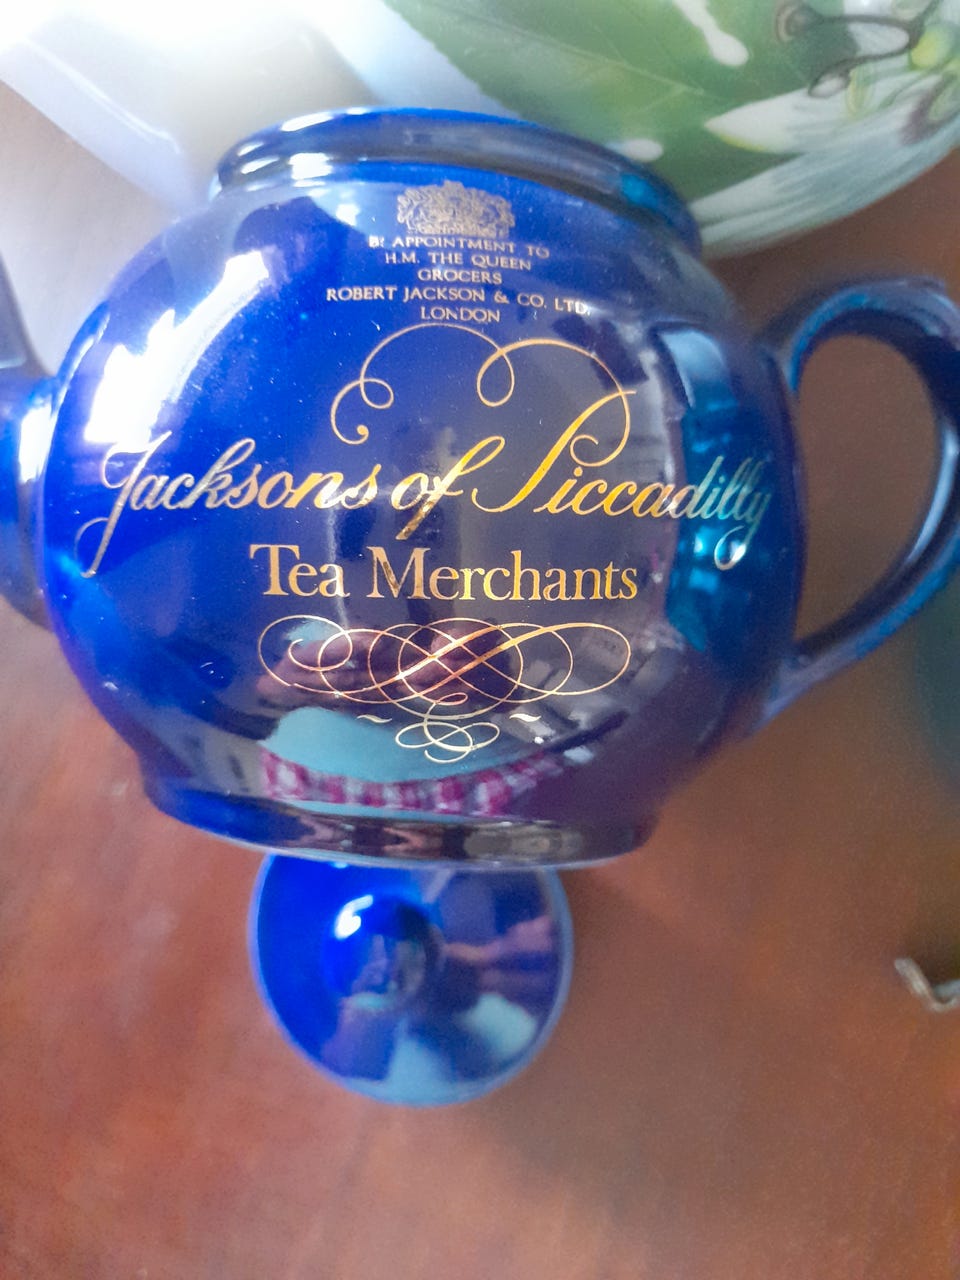 BY APPOINTMENT TO
H.M. THE QUEEN
GROCERS
ROBERT JACKSON & CO. LTD.
LONDON
Jacksons of Piccadilly
Tea Merchants